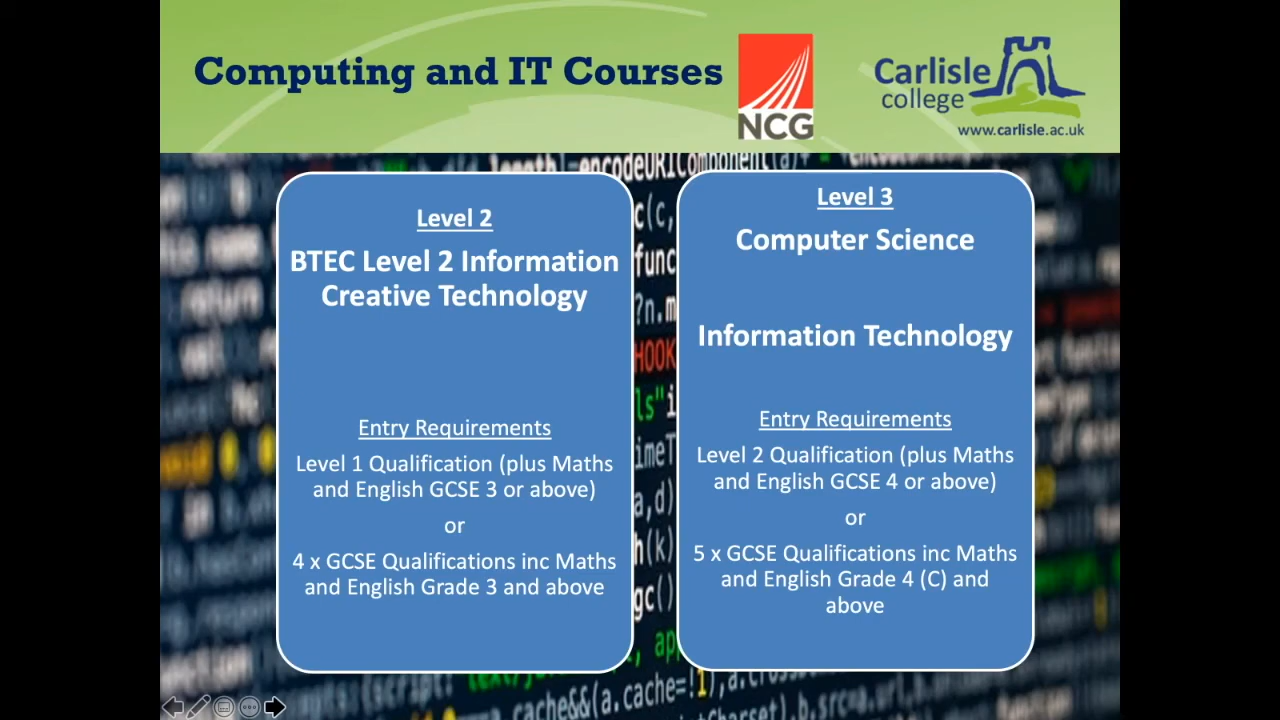 Computing and IT Courses
NCG
Carlisle
college
www.carlisle.ac.uk
Level 2
BTEC Level 2 Information
Creative Technology
Entry Requirements
Level 1 Qualification (plus Maths
and English GCSE 3 or above)
or
4 x GCSE Qualifications inc Maths
and English Grade 3 and above
Level 3
Computer Science
Information Technology
Entry Requirements
Level 2 Qualification (plus Maths
and English GCSE 4 or above)
or
5 x GCSE Qualifications inc Maths
and English Grade 4 (C) and
above